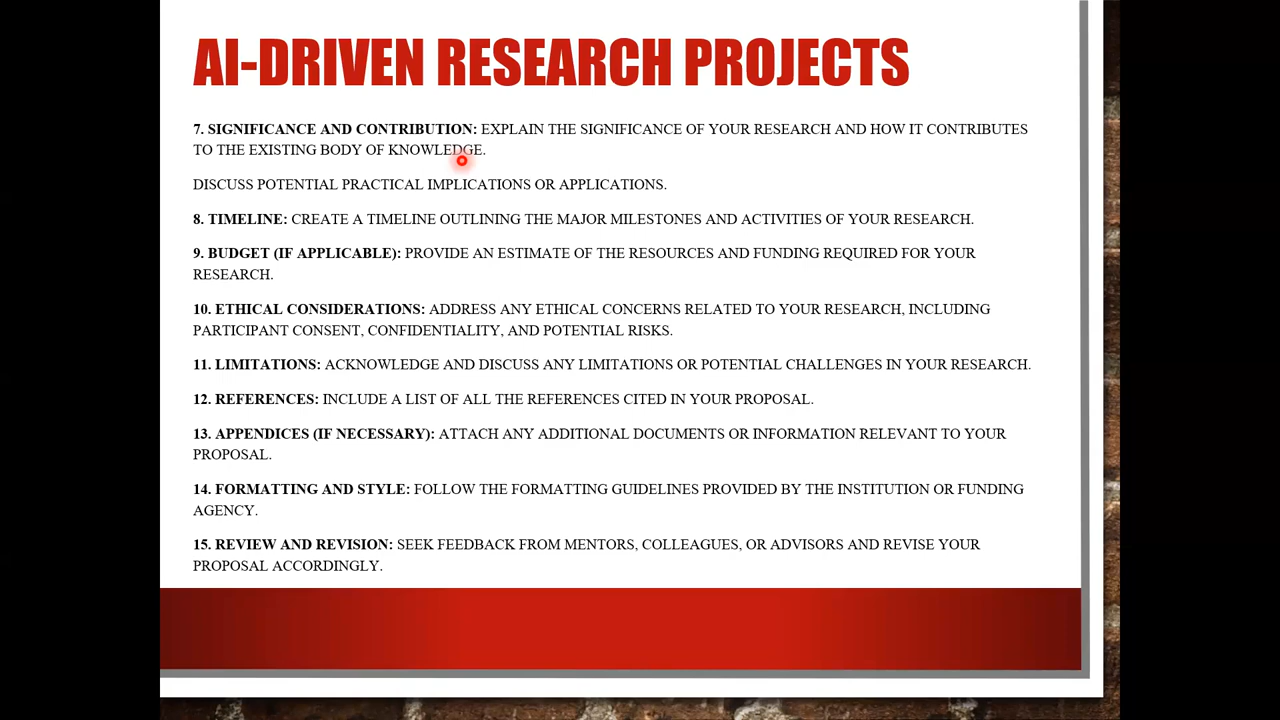 AI-DRIVEN RESEARCH PROJECTS
7. SIGNIFICANCE AND CONTRIBUTION: EXPLAIN THE SIGNIFICANCE OF YOUR RESEARCH AND HOW IT CONTRIBUTES
TO THE EXISTING BODY OF KNOWLEDGE.
DISCUSS POTENTIAL PRACTICAL IMPLICATIONS OR APPLICATIONS.
8. TIMELINE: CREATE A TIMELINE OUTLINING THE MAJOR MILESTONES AND ACTIVITIES OF YOUR RESEARCH.
9. BUDGET (IF APPLICABLE): PROVIDE AN ESTIMATE OF THE RESOURCES AND FUNDING REQUIRED FOR YOUR
RESEARCH.
10. ETHICAL CONSIDERATIONS: ADDRESS ANY ETHICAL CONCERNS RELATED TO YOUR RESEARCH, INCLUDING
PARTICIPANT CONSENT, CONFIDENTIALITY, AND POTENTIAL RISKS.
11. LIMITATIONS: ACKNOWLEDGE AND DISCUSS ANY LIMITATIONS OR POTENTIAL CHALLENGES IN YOUR RESEARCH.
12. REFERENCES: INCLUDE A LIST OF ALL THE REFERENCES CITED IN YOUR PROPOSAL.
13. APPENDICES (IF NECESSARY): ATTACH ANY ADDITIONAL DOCUMENTS OR INFORMATION RELEVANT TO YOUR
PROPOSAL.
14. FORMATTING AND STYLE: FOLLOW THE FORMATTING GUIDELINES PROVIDED BY THE INSTITUTION OR FUNDING
AGENCY.
15. REVIEW AND REVISION: SEEK FEEDBACK FROM MENTORS, COLLEAGUES, OR ADVISORS AND REVISE YOUR
PROPOSAL ACCORDINGLY.